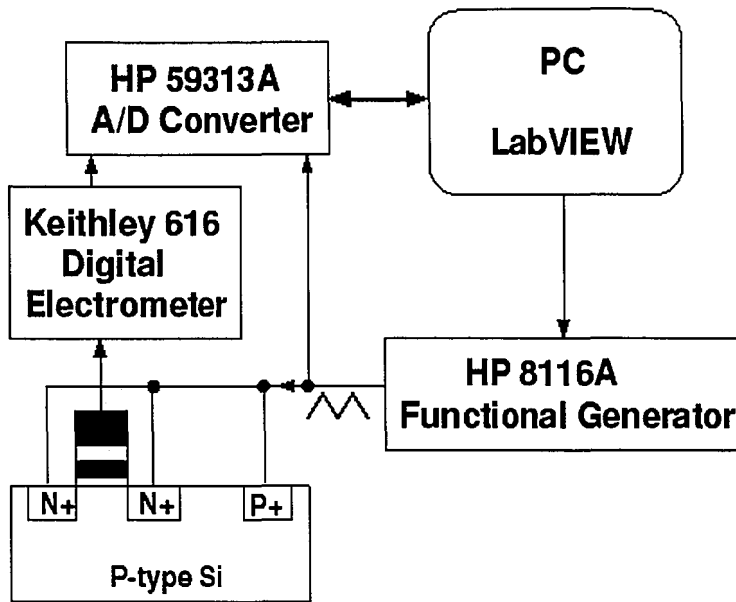 HP 59313A
A/D Converter
PC
LabVIEW
Keithley 616
Digital
Electrometer
HP 8116A
Functional Generator
N+
N+
P+
P-type Si